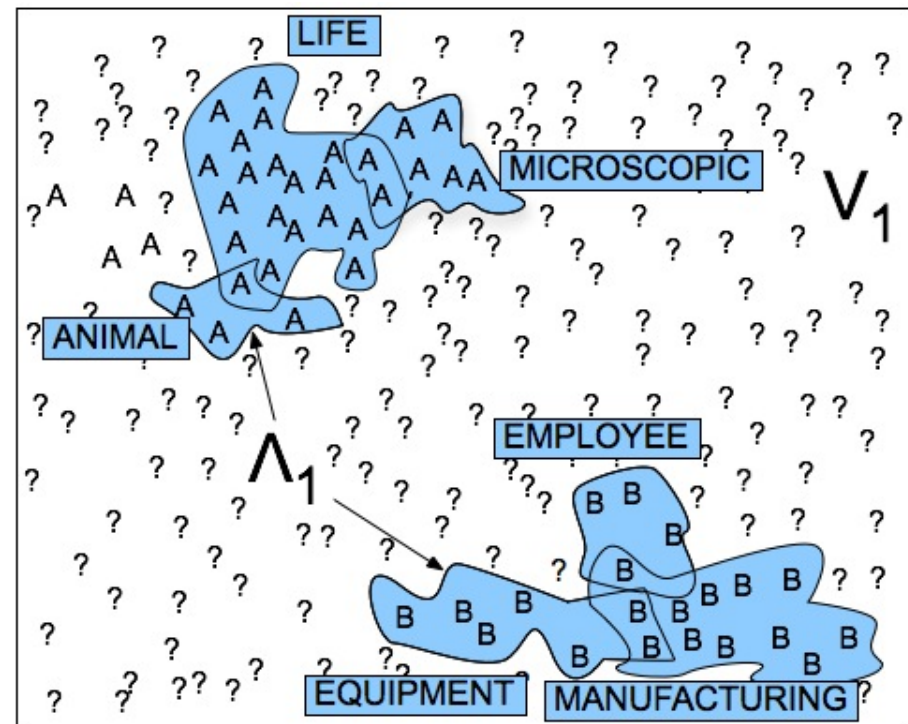 LIFE
MICROSCOPIC
V1
ANIMAL
Λ1
EMPLOYEE
EQUIPMENT
MANUFACTURING